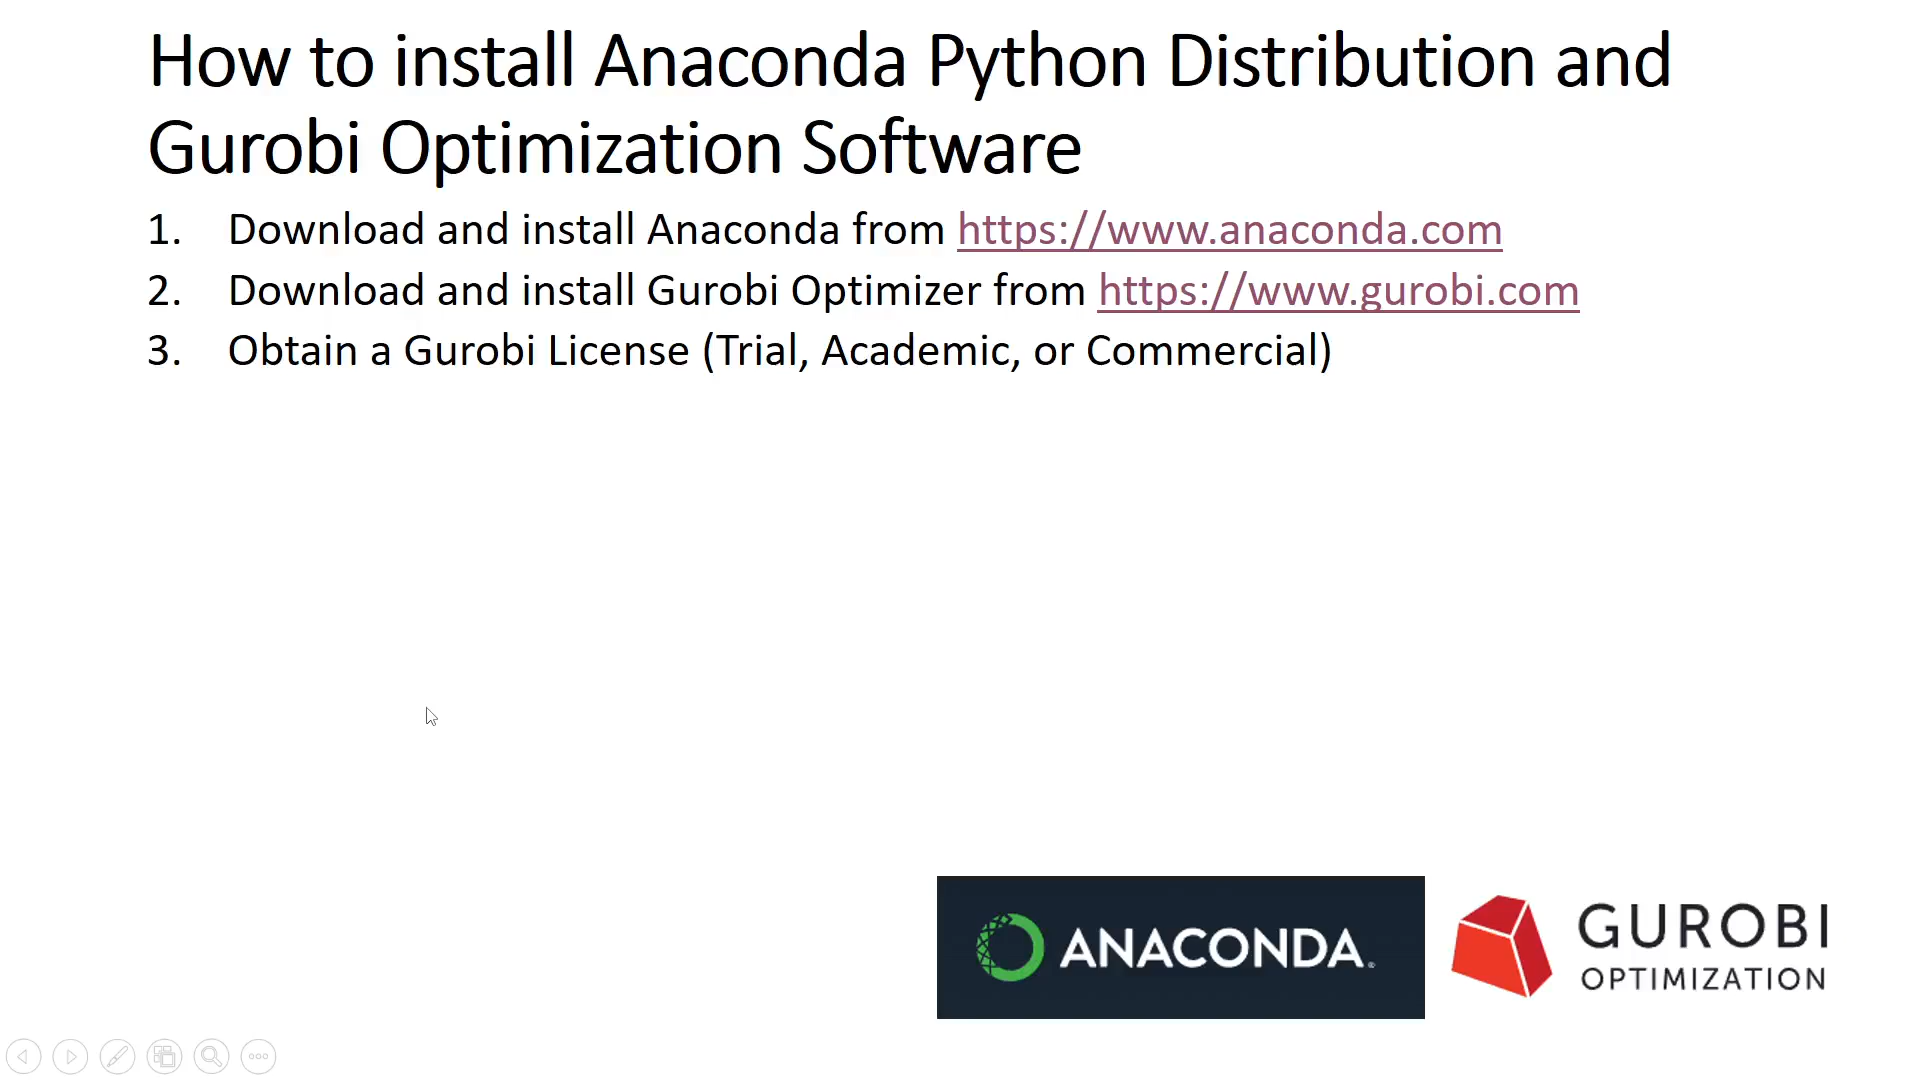 How to install Anaconda Python Distribution and
Gurobi Optimization Software
1. Download and install Anaconda from https://www.anaconda.com
2. Download and install Gurobi Optimizer from https://www.gurobi.com
3. Obtain a Gurobi License (Trial, Academic, or Commercial)
ANACONDA®
GUROBI
OPTIMIZATION